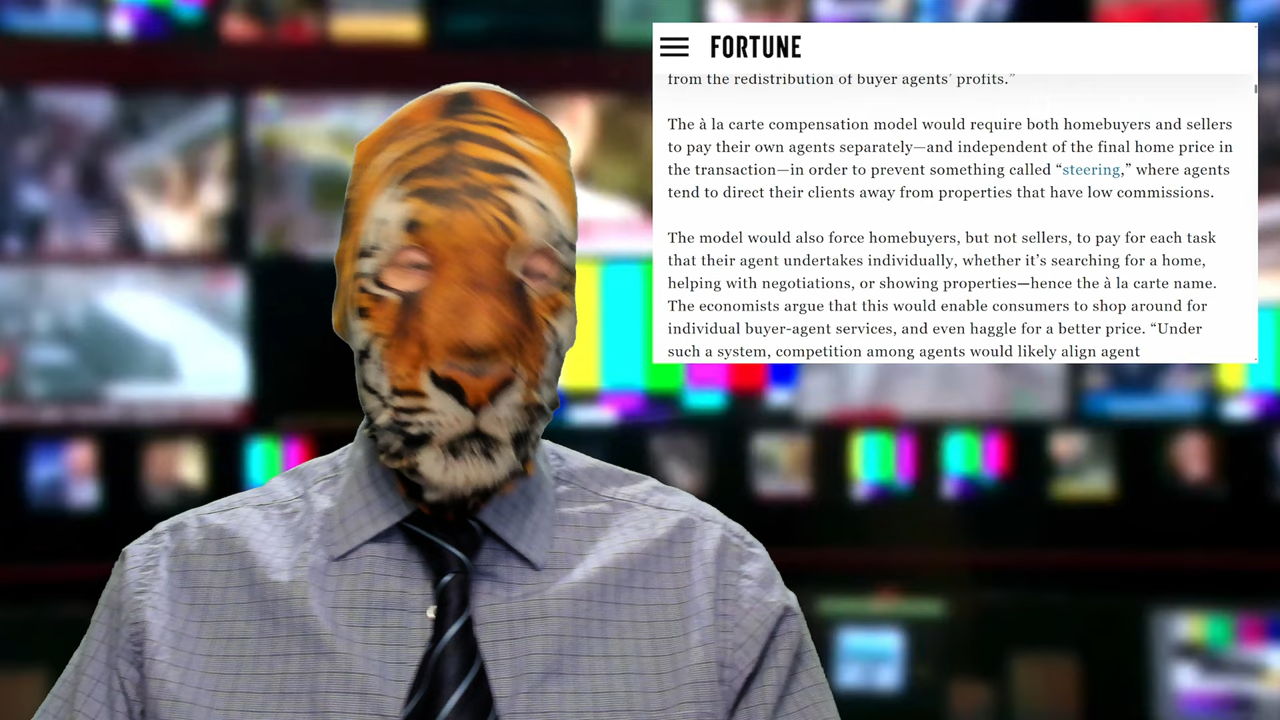 FORTUNE
from the redistribution of buyer agents’ profits.”
The à la carte compensation model would require both homebuyers and sellers
to pay their own agents separately—and independent of the final home price in
the transaction—in order to prevent something called “steering,” where agents
tend to direct their clients away from properties that have low commissions.
The model would also force homebuyers, but not sellers, to pay for each task
that their agent undertakes individually, whether it’s searching for a home,
helping with negotiations, or showing properties—hence the à la carte name.
The economists argue that this would enable consumers to shop around for
individual buyer-agent services, and even haggle for a better price. “Under
such a system, competition among agents would likely align agent